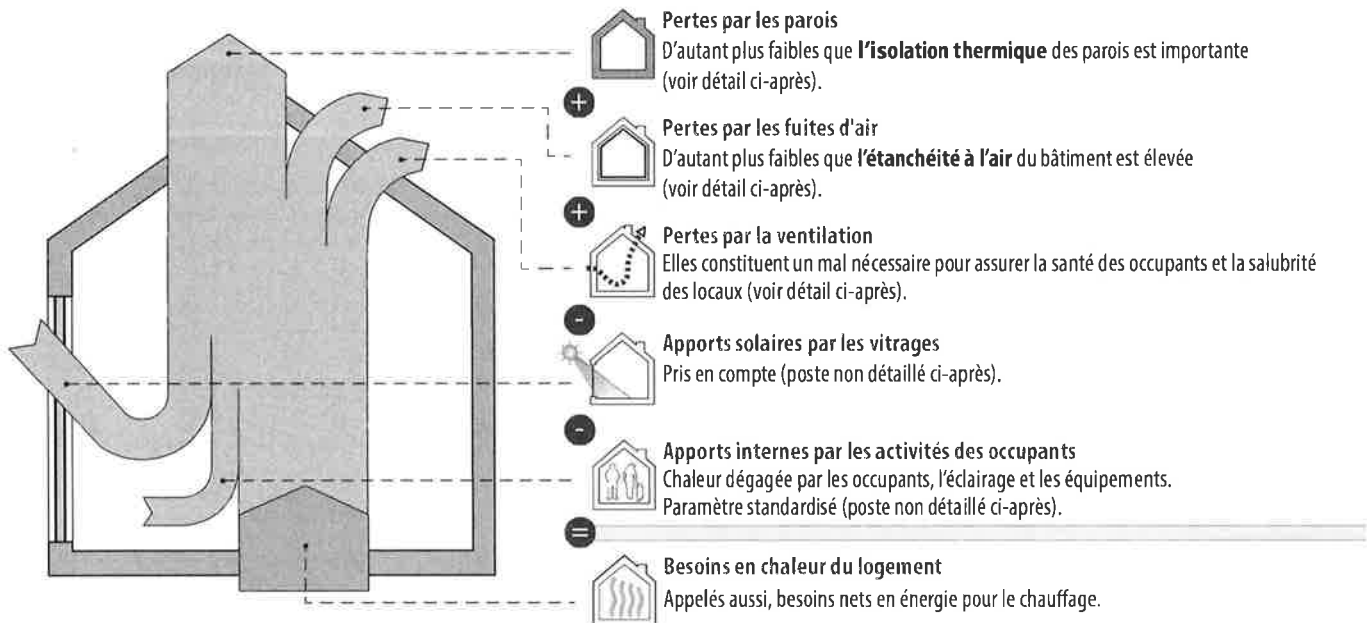 Pertes par les parois
D'autant plus faibles que l'isolation thermique des parois est importante
(voir détail ci-après).
+
Pertes par les fuites d'air
D'autant plus faibles que l'étanchéité à l'air du bâtiment est élevée
(voir détail ci-après).
+
Pertes par la ventilation
Elles constituent un mal nécessaire pour assurer la santé des occupants et la salubrité
des locaux (voir détail ci-après).
-
Apports solaires par les vitrages
Pris en compte (poste non détaillé ci-après).
-
Apports internes par les activités des occupants
Chaleur dégagée par les occupants, l'éclairage et les équipements.
Paramètre standardisé (poste non détaillé ci-après).
=
Besoins en chaleur du logement
Appelés aussi, besoins nets en énergie pour le chauffage.